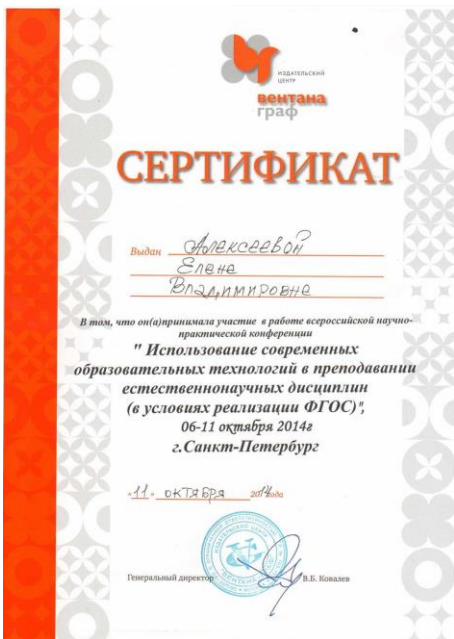 ИЗДАТЕЛЬСКИЙ
ЦЕНТР
вентана
граф
СЕРТИФИКАТ
Выдан Алексеевой
Елене
Владимировне
В том, что он(а)принимала участие в работе всероссийской научно-
практической конференции
" Использование современных
образовательных технологий в преподавании
естественнонаучных дисциплин
(в условиях реализации ФГОС)",
06-11 октября 2014г
г.Санкт-Петербург
«11» октября 2014года
Генеральный директор В.Б. Ковалев